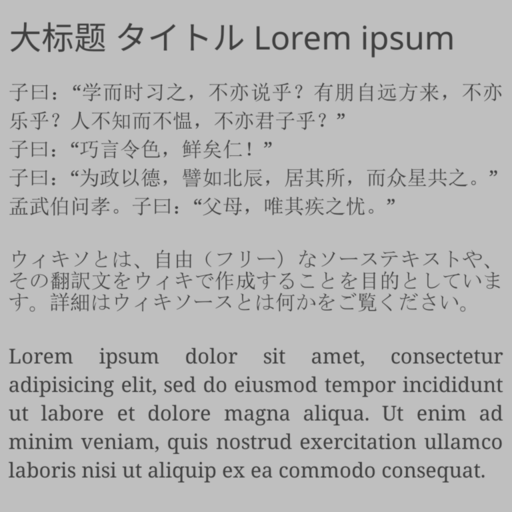 大标题 タイトル Lorem ipsum
子曰：“学而时习之，不亦说乎？有朋自远方来，不亦
乐乎？人不知而不愠，不亦君子乎？”
子曰：“巧言令色，鲜矣仁！”
子曰：“为政以德，譬如北辰，居其所，而众星共之。”
孟武伯问孝。子曰：“父母，唯其疾之忧。”
ウィキソとは、自由（フリー）なソーステキストや、
その翻訳文をウィキで作成することを目的としていま
す。詳細はウィキソースとは何かをご覧ください。
Lorem ipsum dolor sit amet, consectetur
adipisicing elit, sed do eiusmod tempor incididunt
ut labore et dolore magna aliqua. Ut enim ad
minim veniam, quis nostrud exercitation ullamco
laboris nisi ut aliquip ex ea commodo consequat.